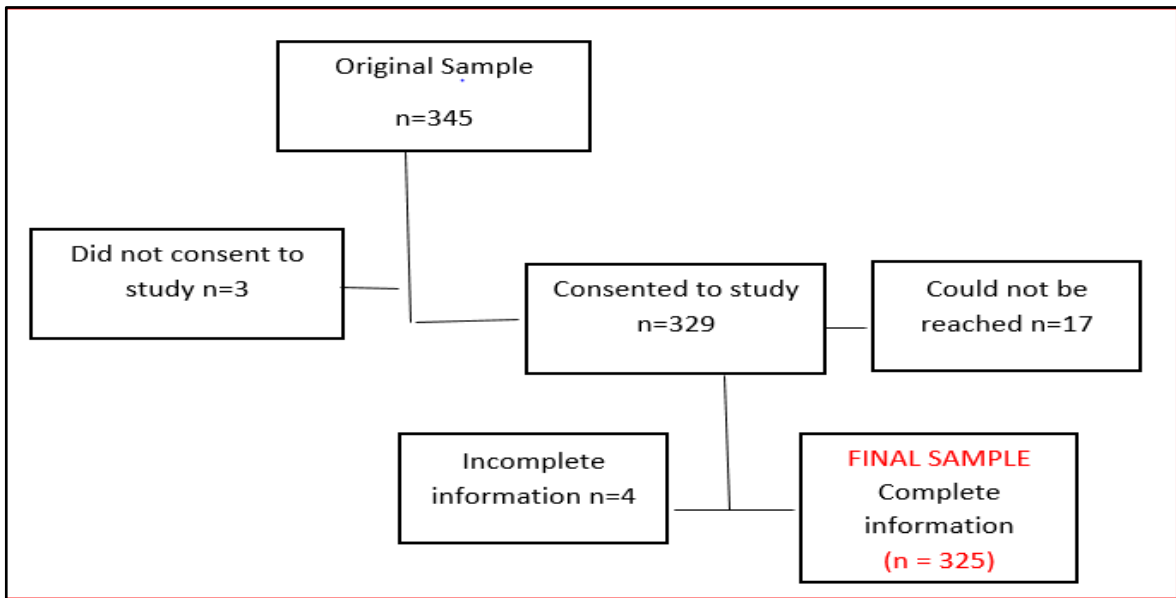 Original Sample
n=345
Did not consent to
study n=3
Consented to study
n=329
Could not be
reached n=17
Incomplete
information n=4
FINAL SAMPLE
Complete
information
(n = 325)